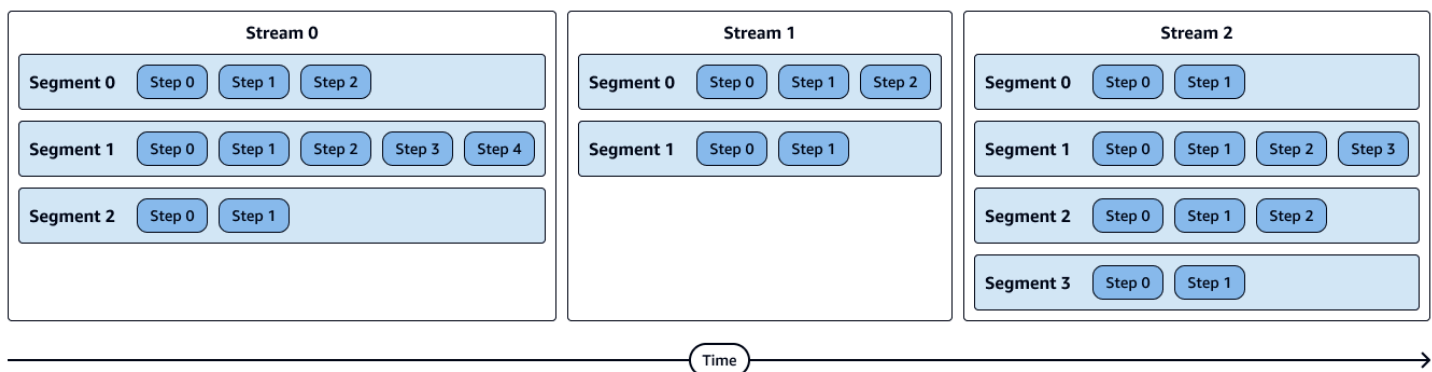 Stream 0
Segment 0 Step 0 Step 1 Step 2
Segment 1 Step 0 Step 1 Step 2 Step 3 Step 4
Segment 2 Step 0 Step 1
Stream 1
Segment 0 Step 0 Step 1 Step 2
Segment 1 Step 0 Step 1
Stream 2
Segment 0 Step 0 Step 1
Segment 1 Step 0 Step 1 Step 2 Step 3
Segment 2 Step 0 Step 1 Step 2
Segment 3 Step 0 Step 1
Time